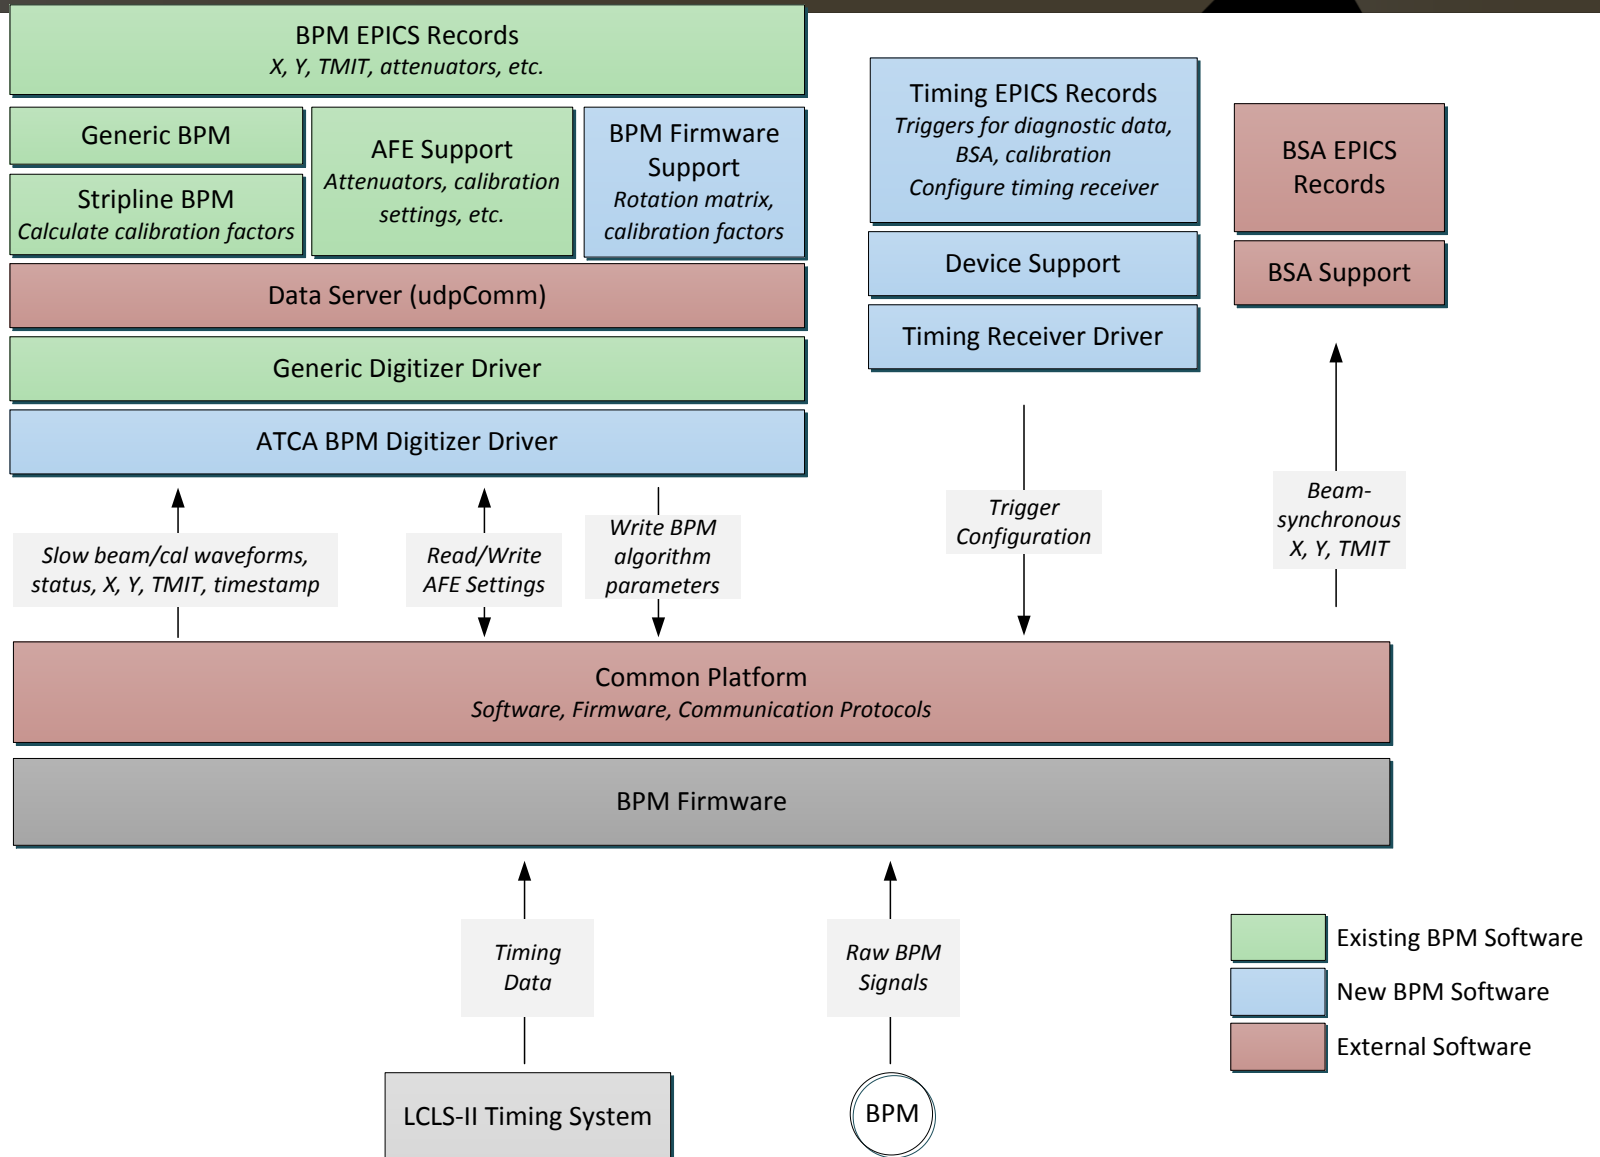 BPM EPICS Records
X, Y, TMIT, attenuators, etc.
Generic BPM
Stripline BPM
Calculate calibration factors
AFE Support
Attenuators, calibration
settings, etc.
BPM Firmware
Support
Rotation matrix,
calibration factors
Data Server (udpComm)
Generic Digitizer Driver
ATCA BPM Digitizer Driver
Timing EPICS Records
Triggers for diagnostic data,
BSA, calibration
Configure timing receiver
Device Support
Timing Receiver Driver
BSA EPICS
Records
BSA Support
Slow beam/cal waveforms,
status, X, Y, TMIT, timestamp
Read/Write
AFE Settings
Write BPM
algorithm
parameters
Trigger
Configuration
Beam-
synchronous
X, Y, TMIT
Common Platform
Software, Firmware, Communication Protocols
BPM Firmware
Timing
Data
Raw BPM
Signals
LCLS-II Timing System
BPM
Existing BPM Software
New BPM Software
External Software